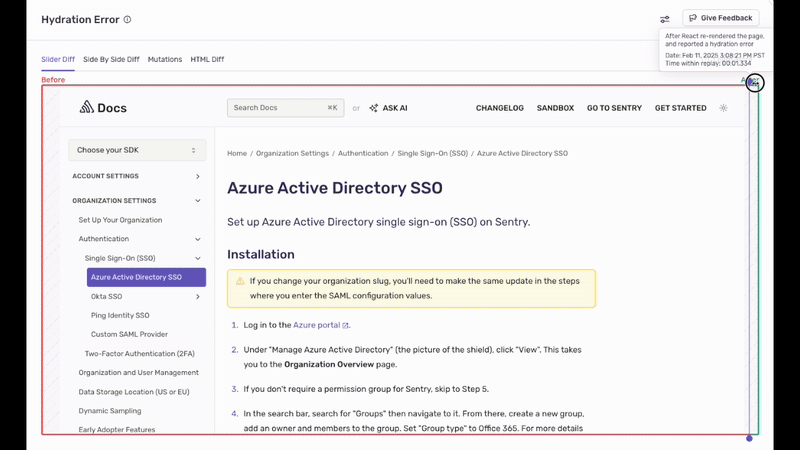 Hydration Error
Give Feedback
After React re-rendered the page,
and reported a hydration error
Date: Feb 11, 2025 3:08:21 PM PST
Time within replay: 00:01.334
Slider Diff
Side By Side Diff
Mutations
HTML Diff
Before
Docs
Search Docs
⌘K
or
ASK AI
CHANGELOG
SANDBOX
GO TO SENTRY
GET STARTED
Choose your SDK
ACCOUNT SETTINGS
ORGANIZATION SETTINGS
Set Up Your Organization
Authentication
Single Sign-On (SSO)
Azure Active Directory SSO
Okta SSO
Ping Identity SSO
Custom SAML Provider
Two-Factor Authentication (2FA)
Organization and User Management
Data Storage Location (US or EU)
Dynamic Sampling
Early Adopter Features
Home / Organization Settings / Authentication / Single Sign-On (SSO) / Azure Active Directory SSO
Azure Active Directory SSO
Set up Azure Active Directory single sign-on (SSO) on Sentry.
Installation
If you change your organization slug, you'll need to make the same update in the steps
where you enter the SAML configuration values.
1. Log in to the Azure portal.
2. Under "Manage Azure Active Directory" (the picture of the shield), click "View". This takes
you to the Organization Overview page.
3. If you don't require a permission group for Sentry, skip to Step 5.
4. In the search bar, search for "Groups" then navigate to it. From there, create a new group,
add an owner and members to the group. Set "Group type" to Office 365. For more details